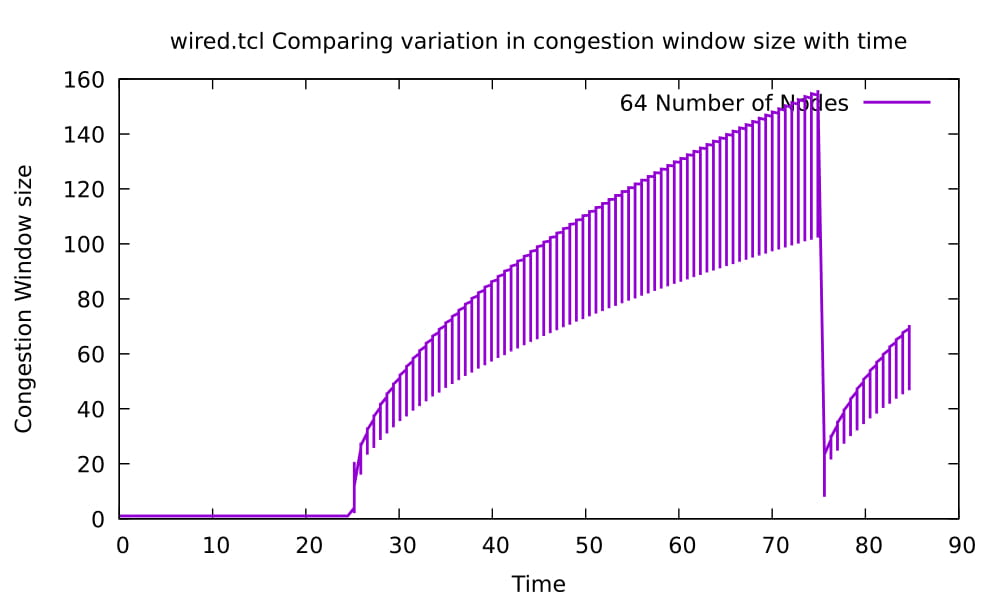 wired.tcl Comparing variation in congestion window size with time
64 Number of Nodes
Congestion Window size
160
140
120
100
80
60
40
20
0
0 10 20 30 40 50 60 70 80 90
Time